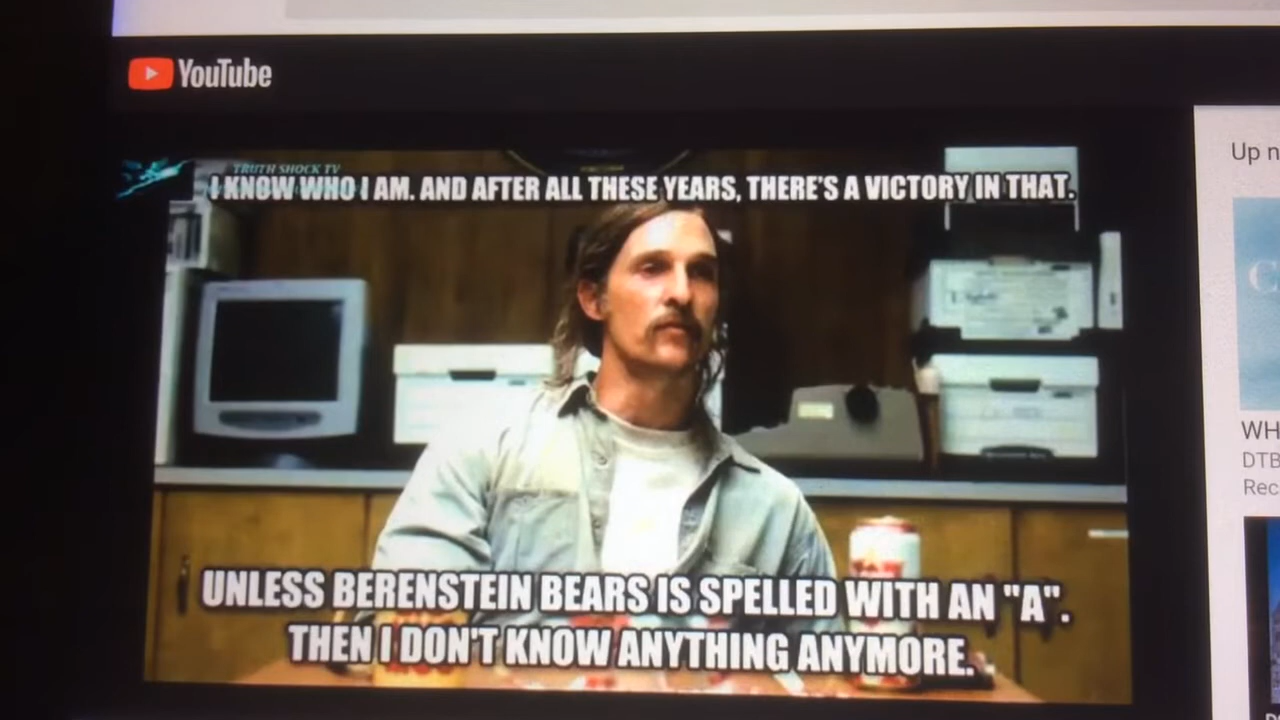 YouTube
TRUTH SHOCK TV
I KNOW WHO I AM. AND AFTER ALL THESE YEARS, THERE'S A VICTORY IN THAT.
UNLESS BERENSTEIN BEARS IS SPELLED WITH AN "A".
THEN I DON'T KNOW ANYTHING ANYMORE.
Up n
WH
DTB
Rec